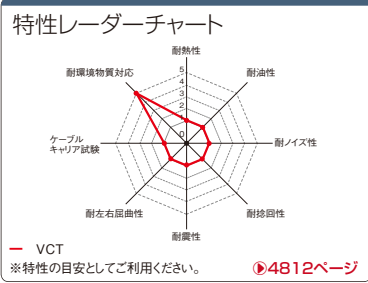 特性レーダーチャート
耐熱性
耐環境物質対応
耐油性
5
4
3
2
0
ケーブル
キャリア試験
耐ノイズ性
耐左右屈曲性
耐捻回性
耐震性
VCT
※特性の目安としてご利用ください。
4812ページ